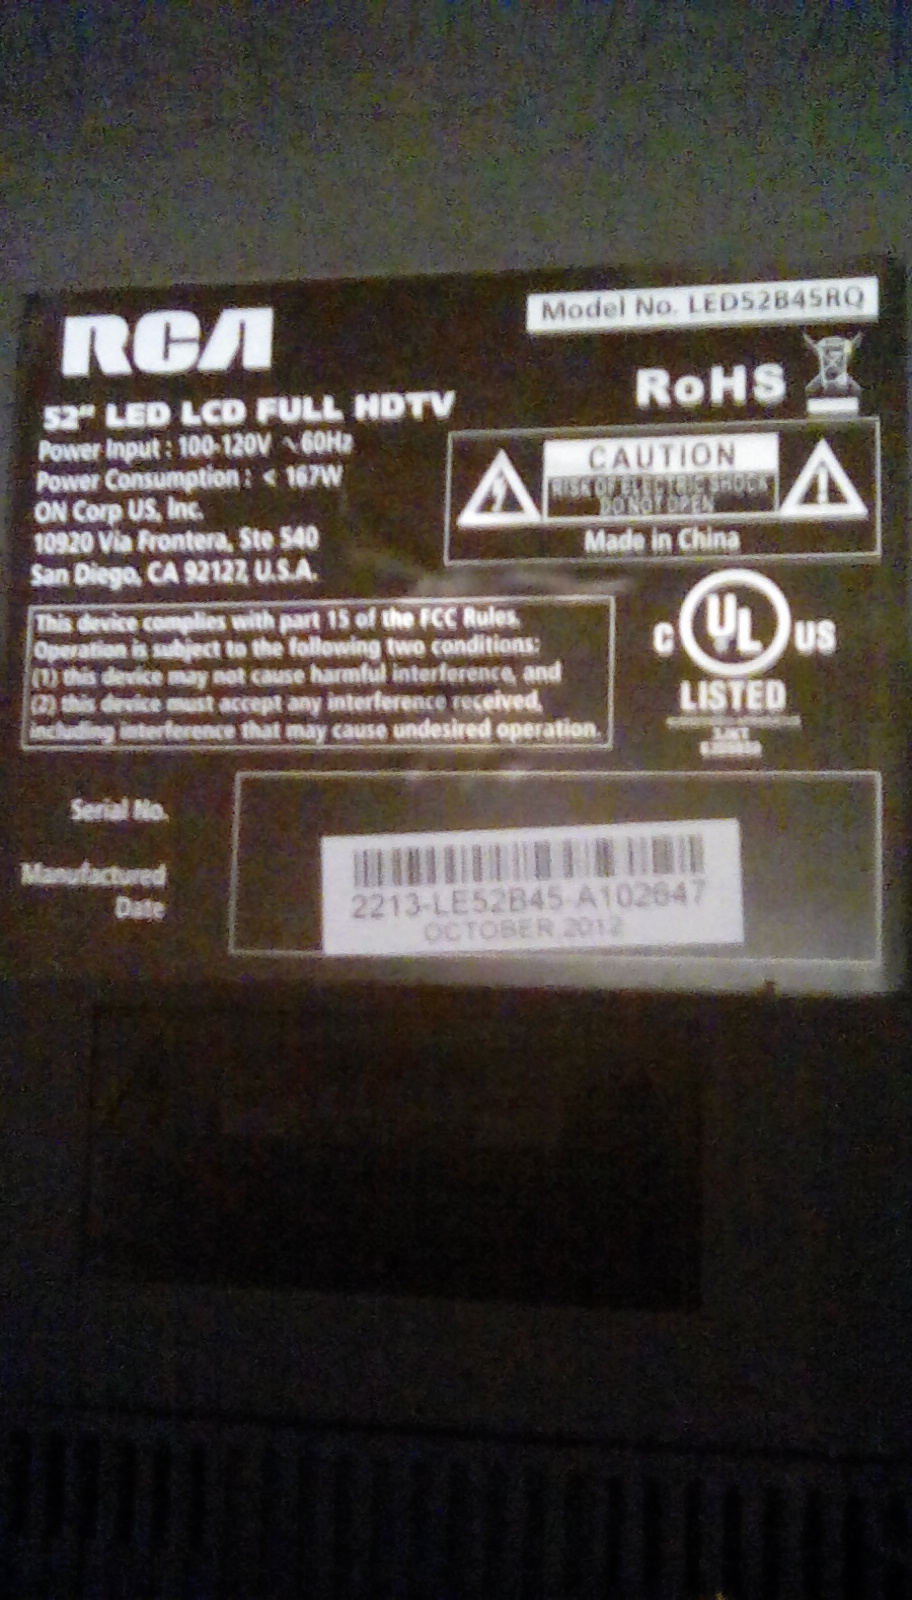 RCA
Model No. LED52B45RQ
RoHS
52" LED LCD FULL HDTV
Power Input : 100-120V ~ 60Hz
Power Consumption : < 167W
ON Corp US, Inc.
10920 Via Frontera, Ste 540
San Diego, CA 92127, U.S.A.
CAUTION
RISK OF ELECTRIC SHOCK
DO NOT OPEN
Made in China
This device complies with part 15 of the FCC Rules.
Operation is subject to the following two conditions:
(1) this device may not cause harmful interference, and
(2) this device must accept any interference received,
including interference that may cause undesired operation.
C UL US
LISTED
Serial No.
Manufactured
Date
2213-LE52B45-A102647
OCTOBER 2012